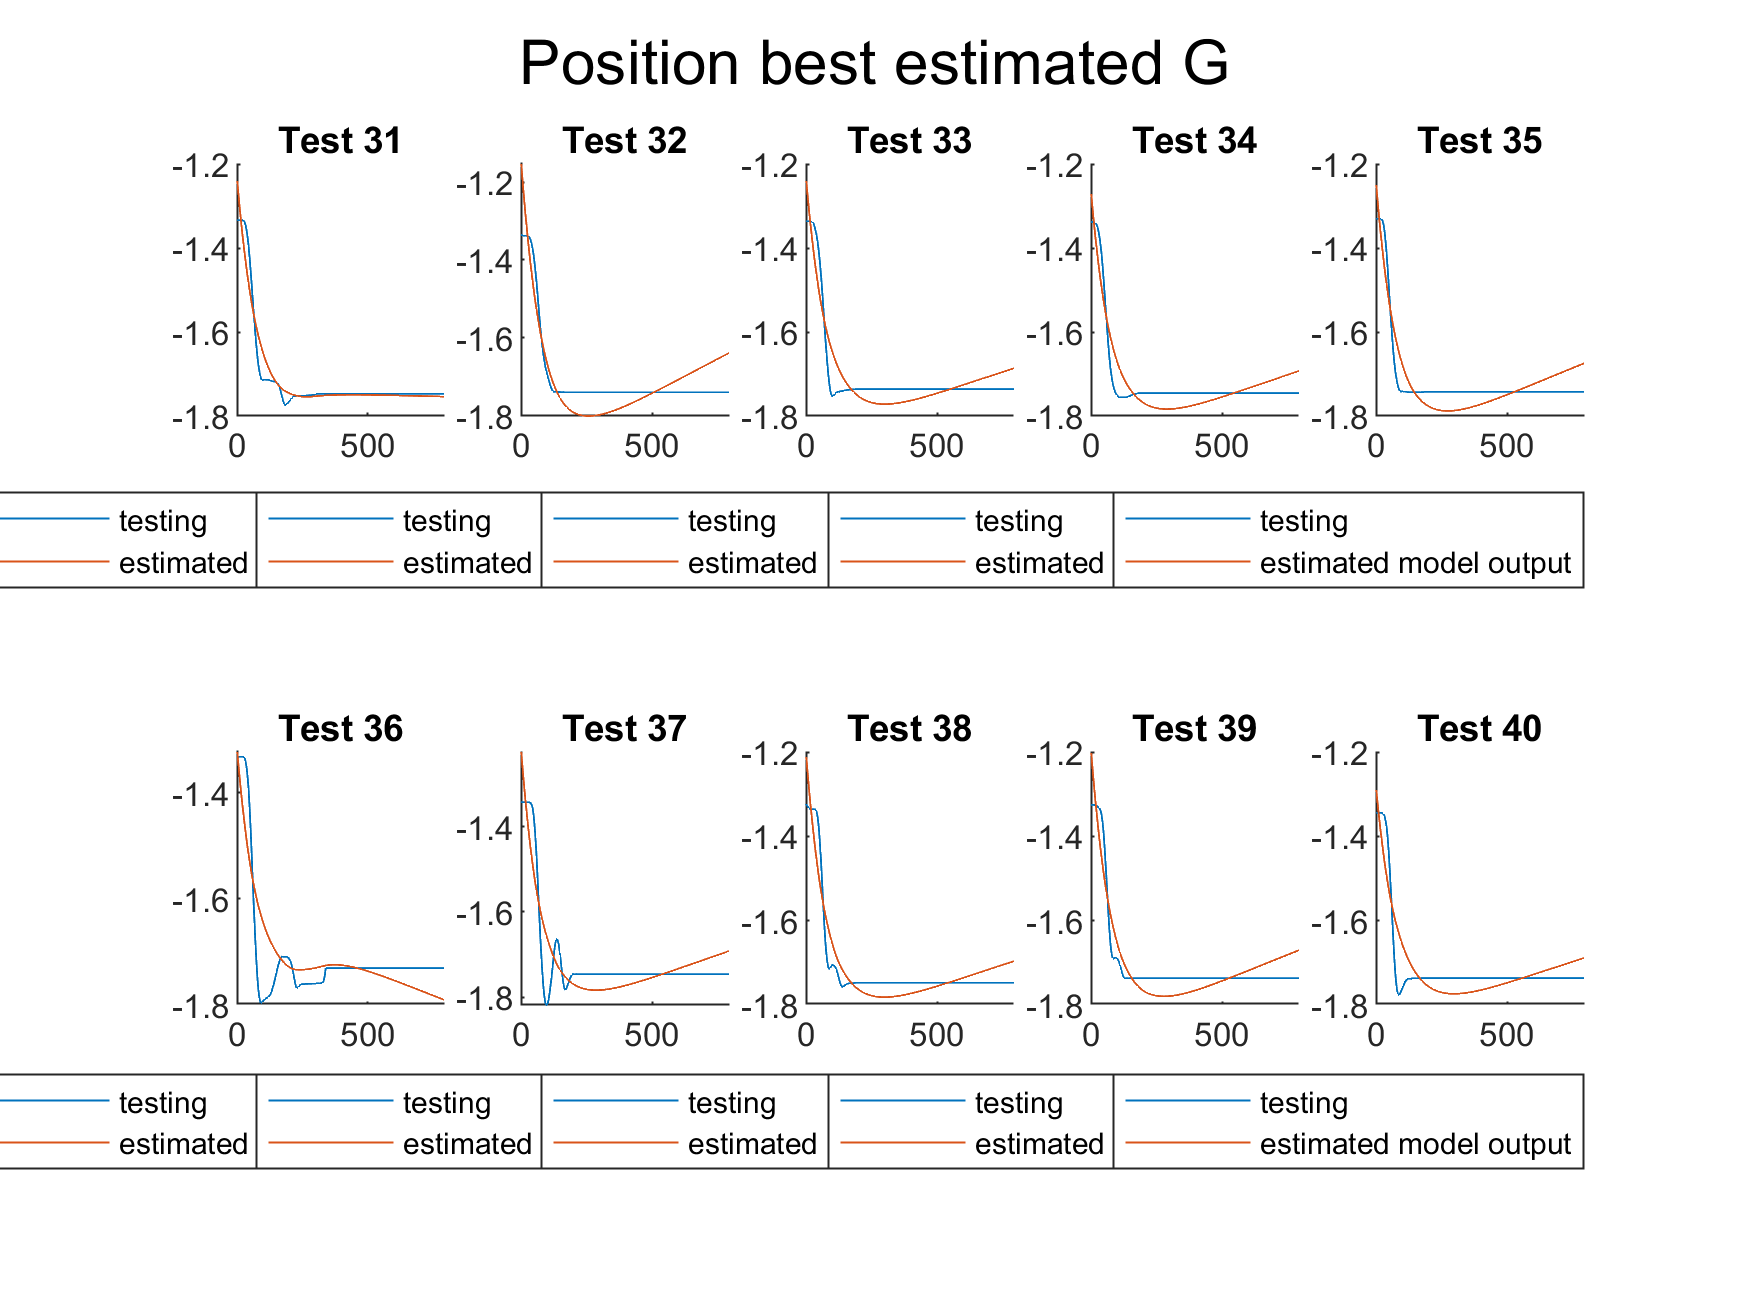 Position best estimated G
Test 31 Test 32 Test 33 Test 34 Test 35
-1.2 -1.2 -1.2 -1.2 -1.2
-1.4 -1.4 -1.4 -1.4 -1.4
-1.6 -1.6 -1.6 -1.6 -1.6
-1.8 -1.8 -1.8 -1.8 -1.8
0 500 0 500 0 500 0 500 0 500
testing testing testing testing testing
estimated estimated estimated estimated estimated model output
Test 36 Test 37 Test 38 Test 39 Test 40
-1.2 -1.2 -1.2
-1.4 -1.4 -1.4 -1.4 -1.4
-1.6 -1.6 -1.6 -1.6 -1.6
-1.8 -1.8 -1.8 -1.8 -1.8
0 500 0 500 0 500 0 500 0 500
testing testing testing testing testing
estimated estimated estimated estimated estimated model output